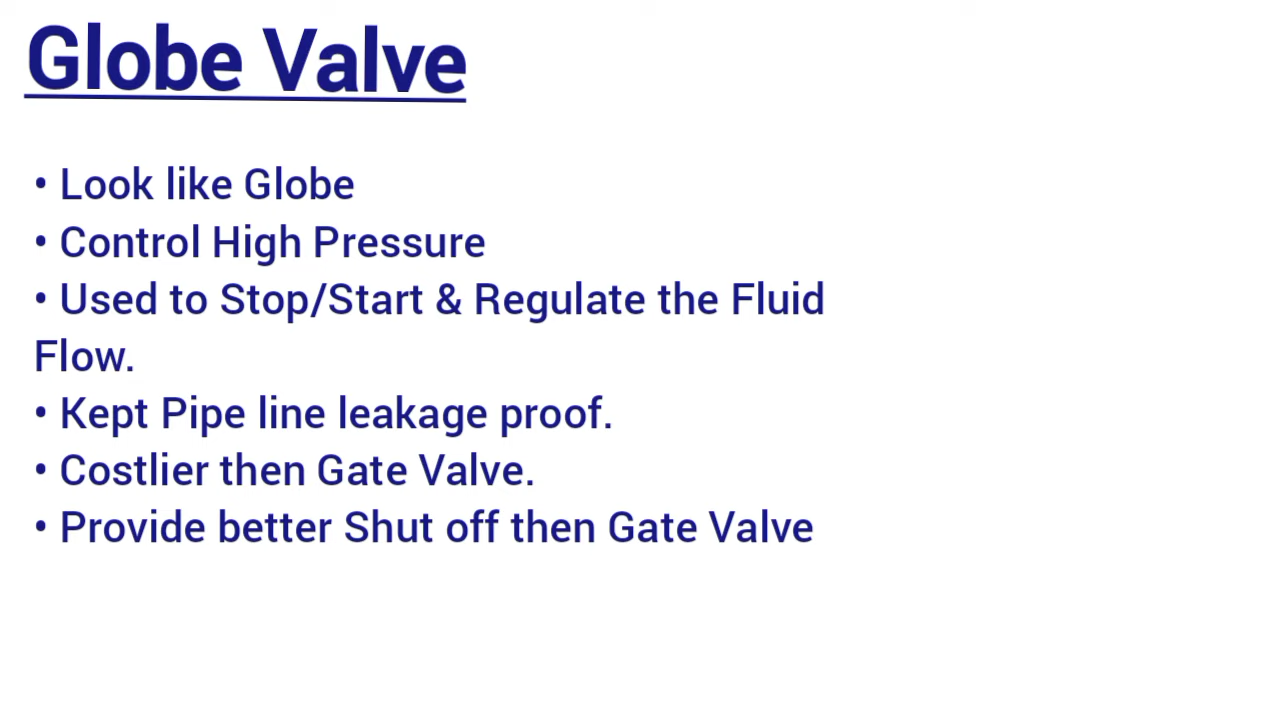 Globe Valve
• Look like Globe
• Control High Pressure
• Used to Stop/Start & Regulate the Fluid
Flow.
• Kept Pipe line leakage proof.
• Costlier then Gate Valve.
• Provide better Shut off then Gate Valve